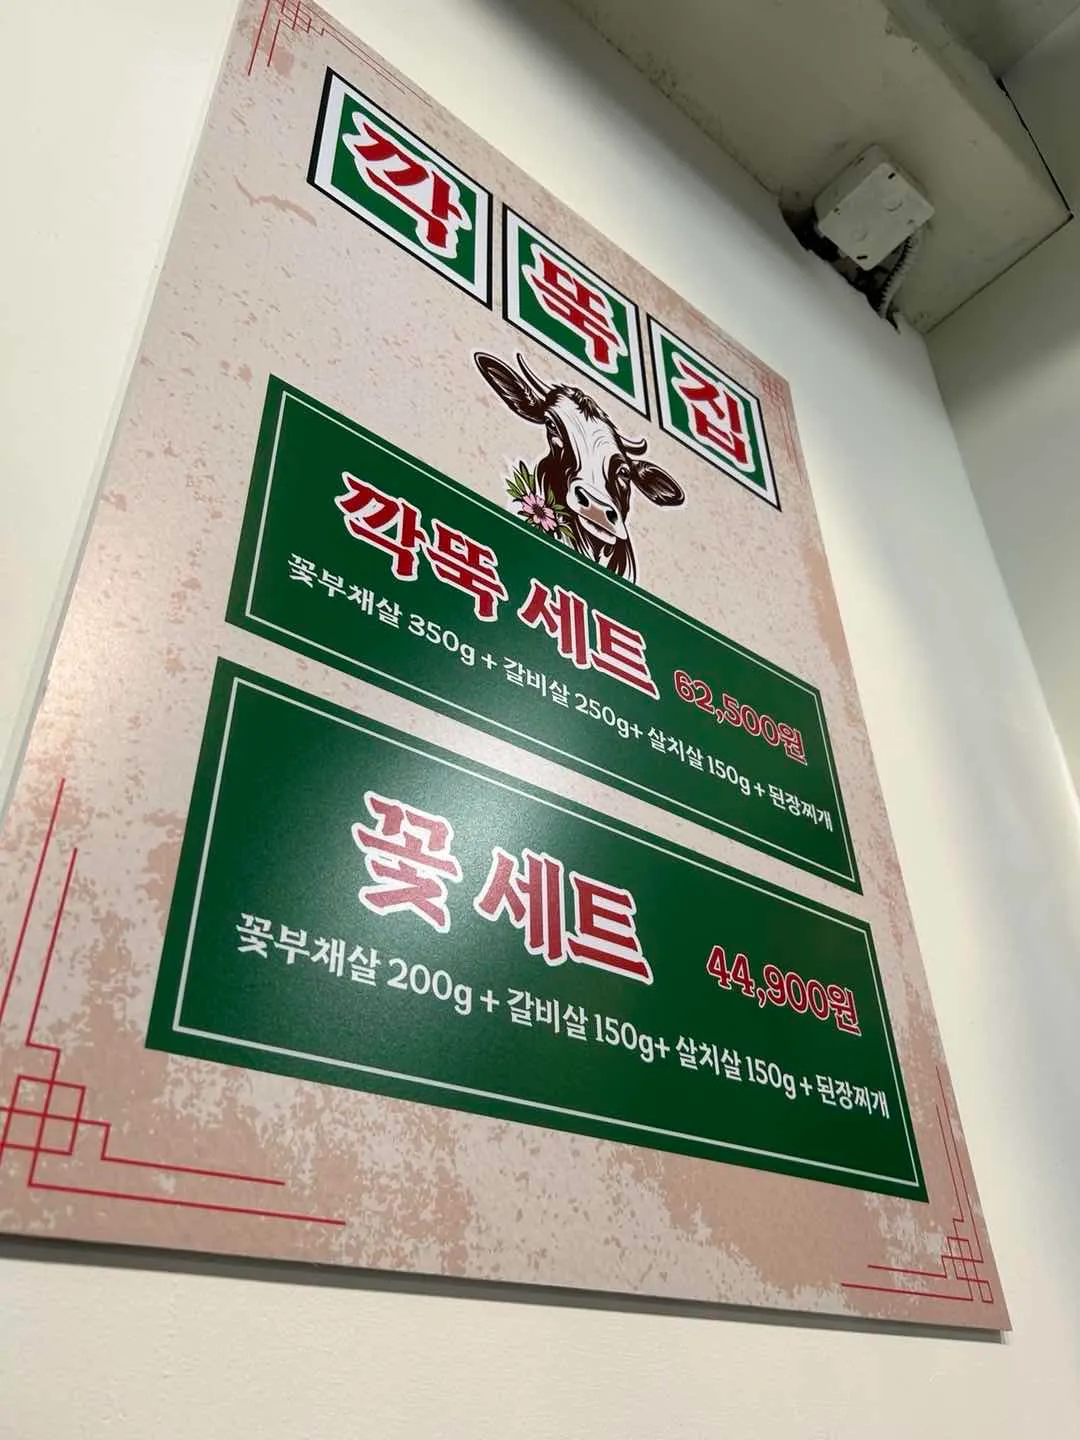 깍뚝집
깍뚝 세트
62,500원
꽃부채살 350g + 갈비살 250g+ 살치살 150g + 된장찌개
꽃 세트
44,900원
꽃부채살 200g + 갈비살 150g+ 살치살 150g + 된장찌개